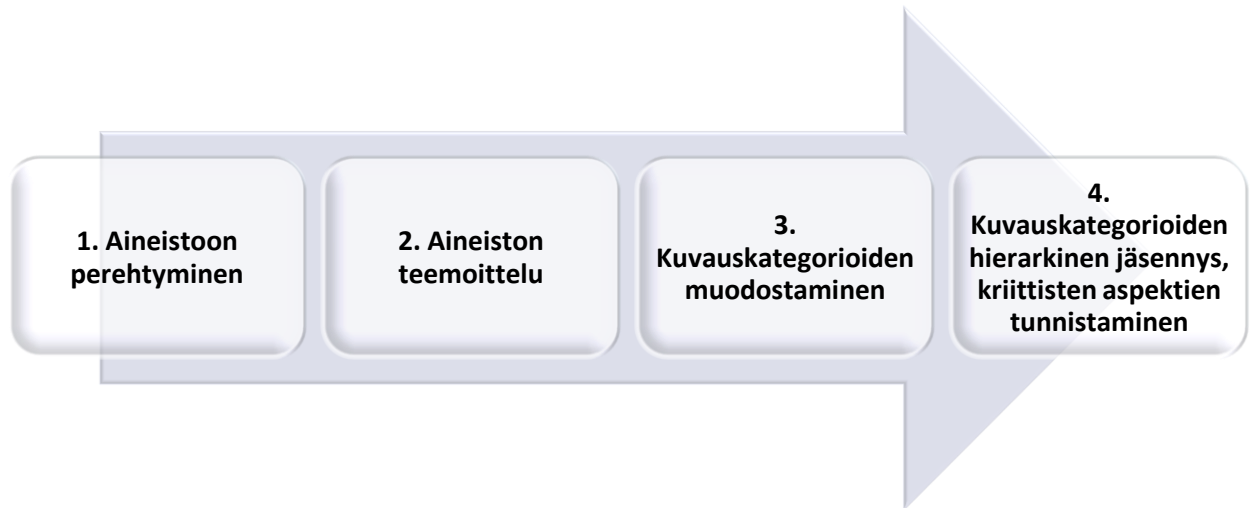 1. Aineistoon
perehtyminen
2. Aineiston
teemoittelu
3.
Kuvauskategorioiden
muodostaminen
4.
Kuvauskategorioiden
hierarkinen jäsennys,
kriittisten aspektien
tunnistaminen